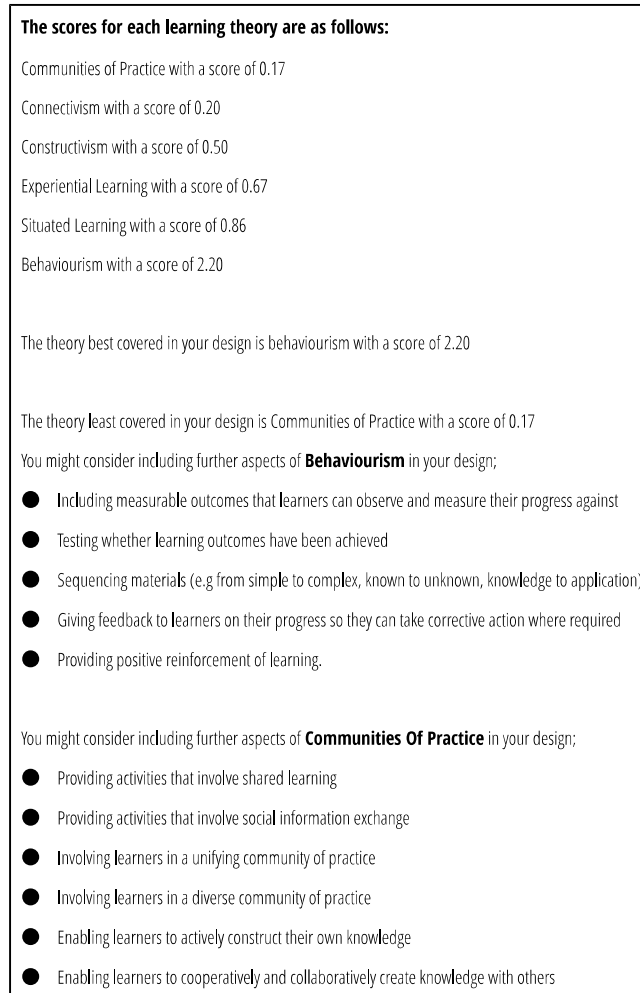 The scores for each learning theory are as follows:
Communities of Practice with a score of 0.17
Connectivism with a score of 0.20
Constructivism with a score of 0.50
Experiential Learning with a score of 0.67
Situated Learning with a score of 0.86
Behaviourism with a score of 2.20
The theory best covered in your design is behaviourism with a score of 2.20
The theory least covered in your design is Communities of Practice with a score of 0.17
You might consider including further aspects of Behaviourism in your design;
● Including measurable outcomes that learners can observe and measure their progress against
● Testing whether learning outcomes have been achieved
● Sequencing materials (e.g from simple to complex, known to unknown, knowledge to application)
● Giving feedback to learners on their progress so they can take corrective action where required
● Providing positive reinforcement of learning.
You might consider including further aspects of Communities Of Practice in your design;
● Providing activities that involve shared learning
● Providing activities that involve social information exchange
● Involving learners in a unifying community of practice
● Involving learners in a diverse community of practice
● Enabling learners to actively construct their own knowledge
● Enabling learners to cooperatively and collaboratively create knowledge with others